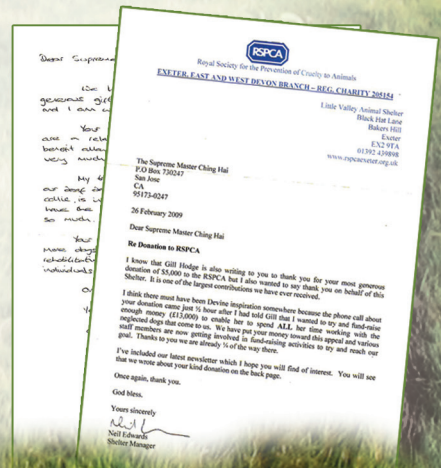 Dear Supreme
generous gift
and I am
Your
are a
benefit
very much
My
collie, is
have the
so much.
Your
more dogs
individuals
RSPCA
Royal Society for the Prevention of Cruelty to Animals
EXETER, EAST AND WEST DEVON BRANCH – REG. CHARITY 205154
Little Valley Animal Shelter
Black Hat Lane
Bakers Hill
Exeter
EX2 9TA
01392 439898
www.rspcaexeter.org.uk
The Supreme Master Ching Hai
P.O Box 730247
San Jose
CA
95173-0247
26 February 2009
Dear Supreme Master Ching Hai
Re Donation to RSPCA
I know that Gill Hodge is also writing to you to thank you for your most generous
donation of $5,000 to the RSPCA but I also wanted to say thank you on behalf of this
Shelter. It is one of the largest contributions we have ever received.
I think there must have been Devine inspiration somewhere because the phone call about
your donation came just ½ hour after I had told Gill that I wanted to try and fund-raise
enough money (£13,000) to enable her to spend ALL her time working with the
neglected dogs that come to us. We have put your money toward this appeal and various
staff members are now getting involved in fund-raising activities to try and reach our
goal. Thanks to you we are already ¼ of the way there.
I've included our latest newsletter which I hope you will find of interest. You will see
that we wrote about your kind donation on the back page.
Once again, thank you.
God bless.
Yours sincerely
Neil Edwards
Shelter Manager